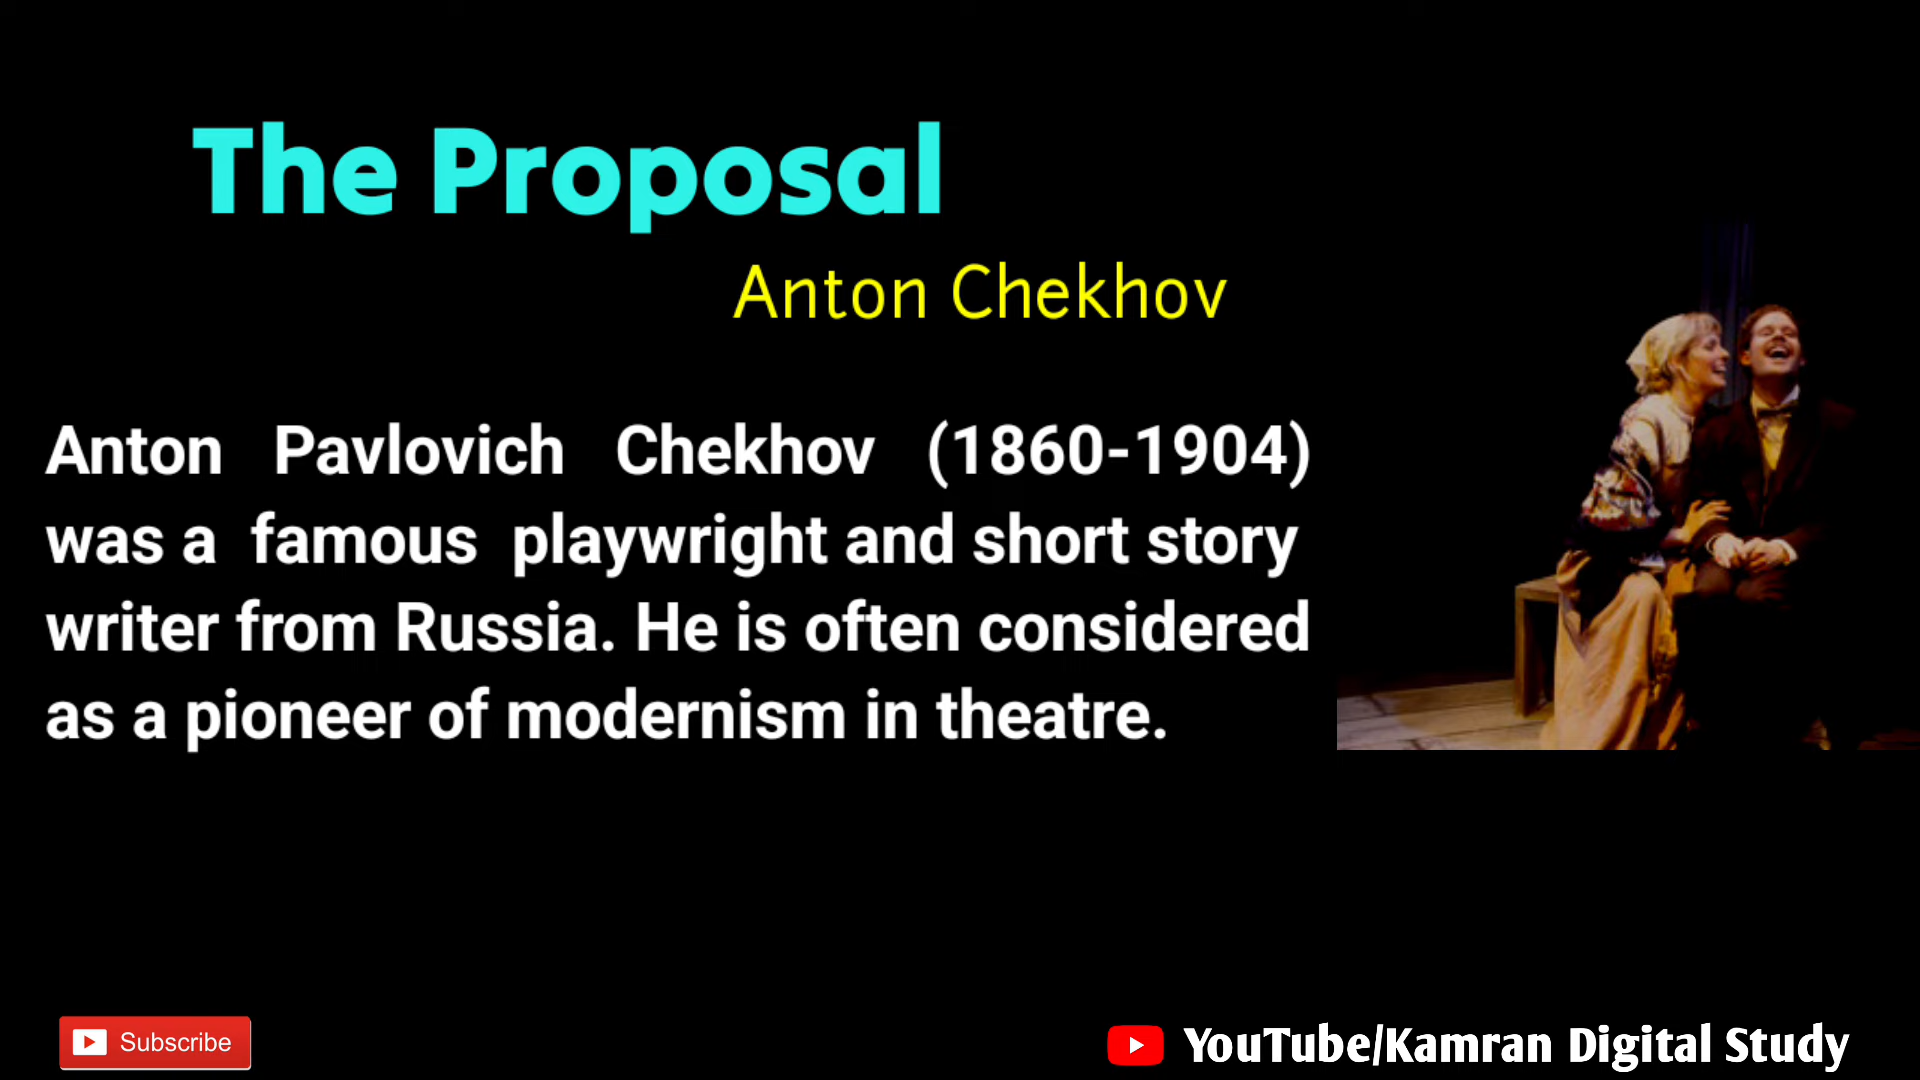 The Proposal
Anton Chekhov
Anton Pavlovich Chekhov (1860-1904)
was a famous playwright and short story
writer from Russia. He is often considered
as a pioneer of modernism in theatre.
Subscribe
YouTube/Kamran Digital Study